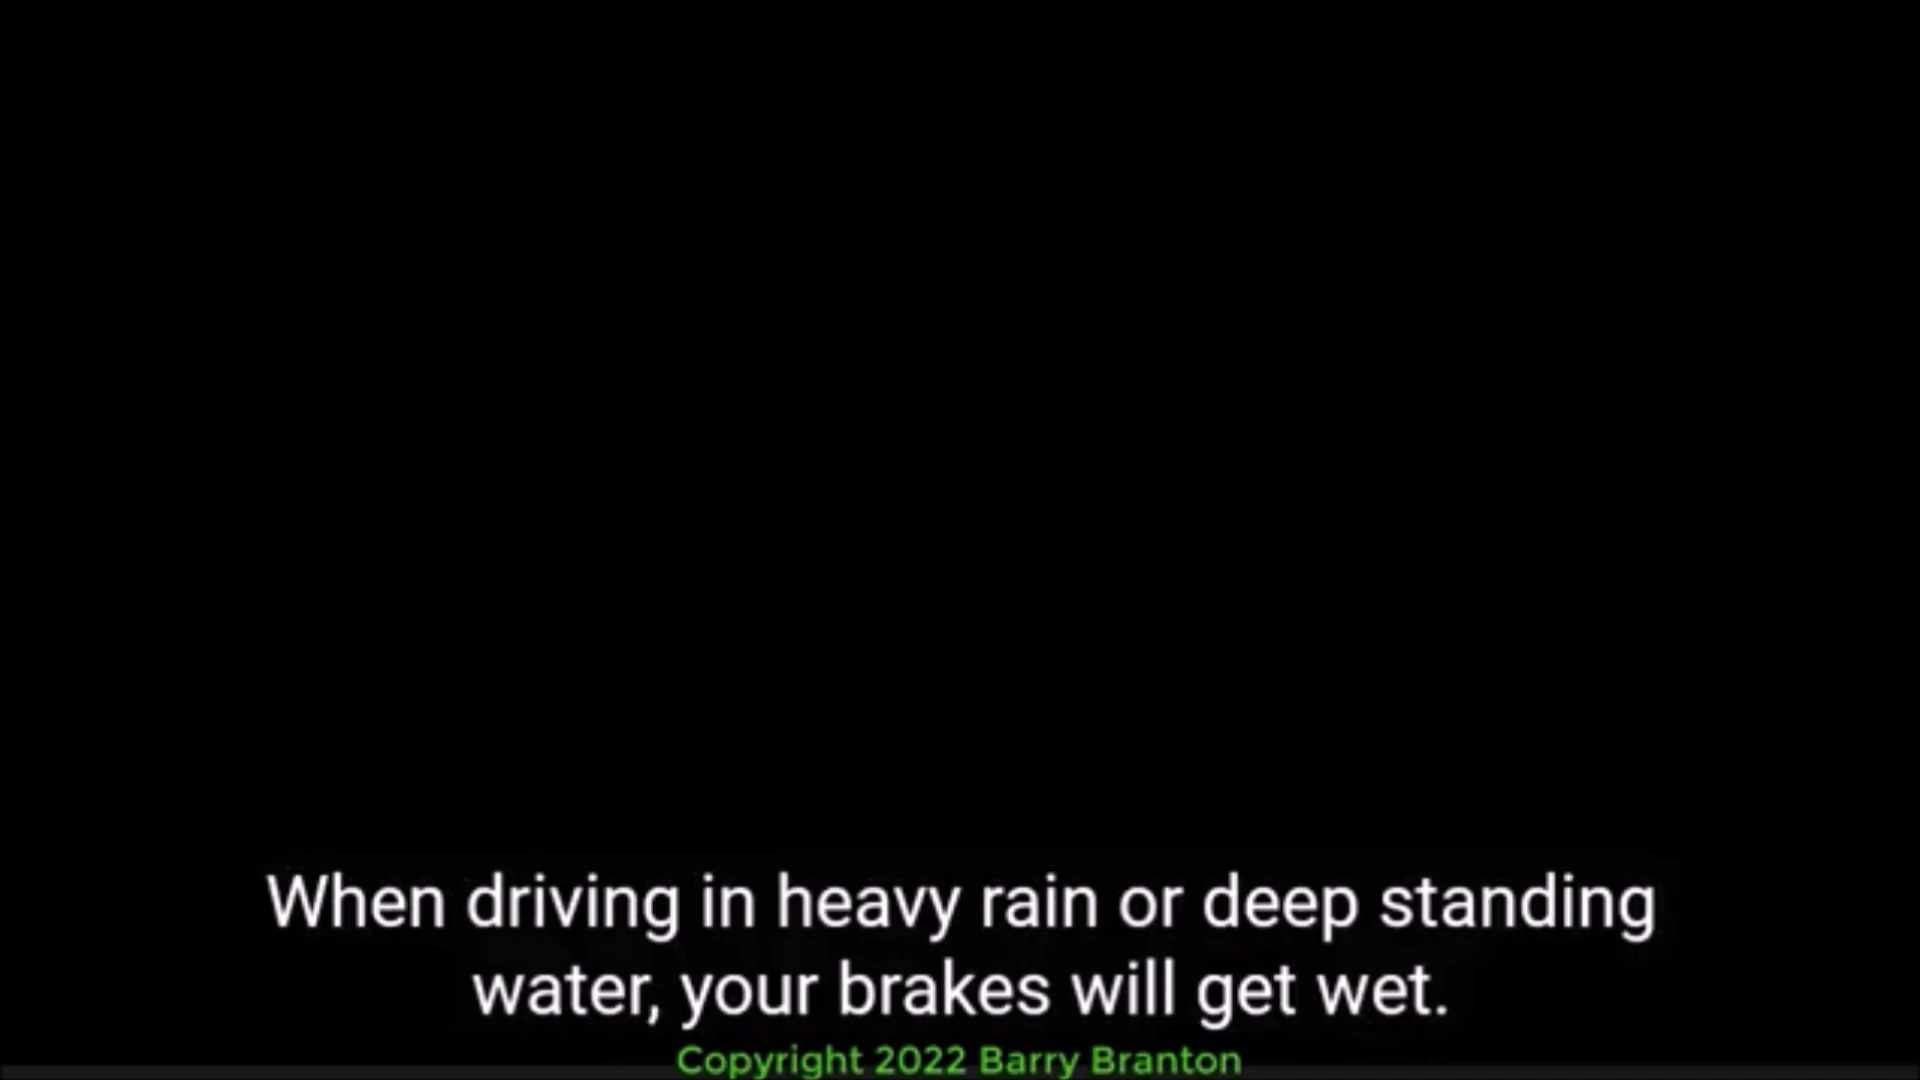 When driving in heavy rain or deep standing
water, your brakes will get wet.
Copyright 2022 Barry Branton